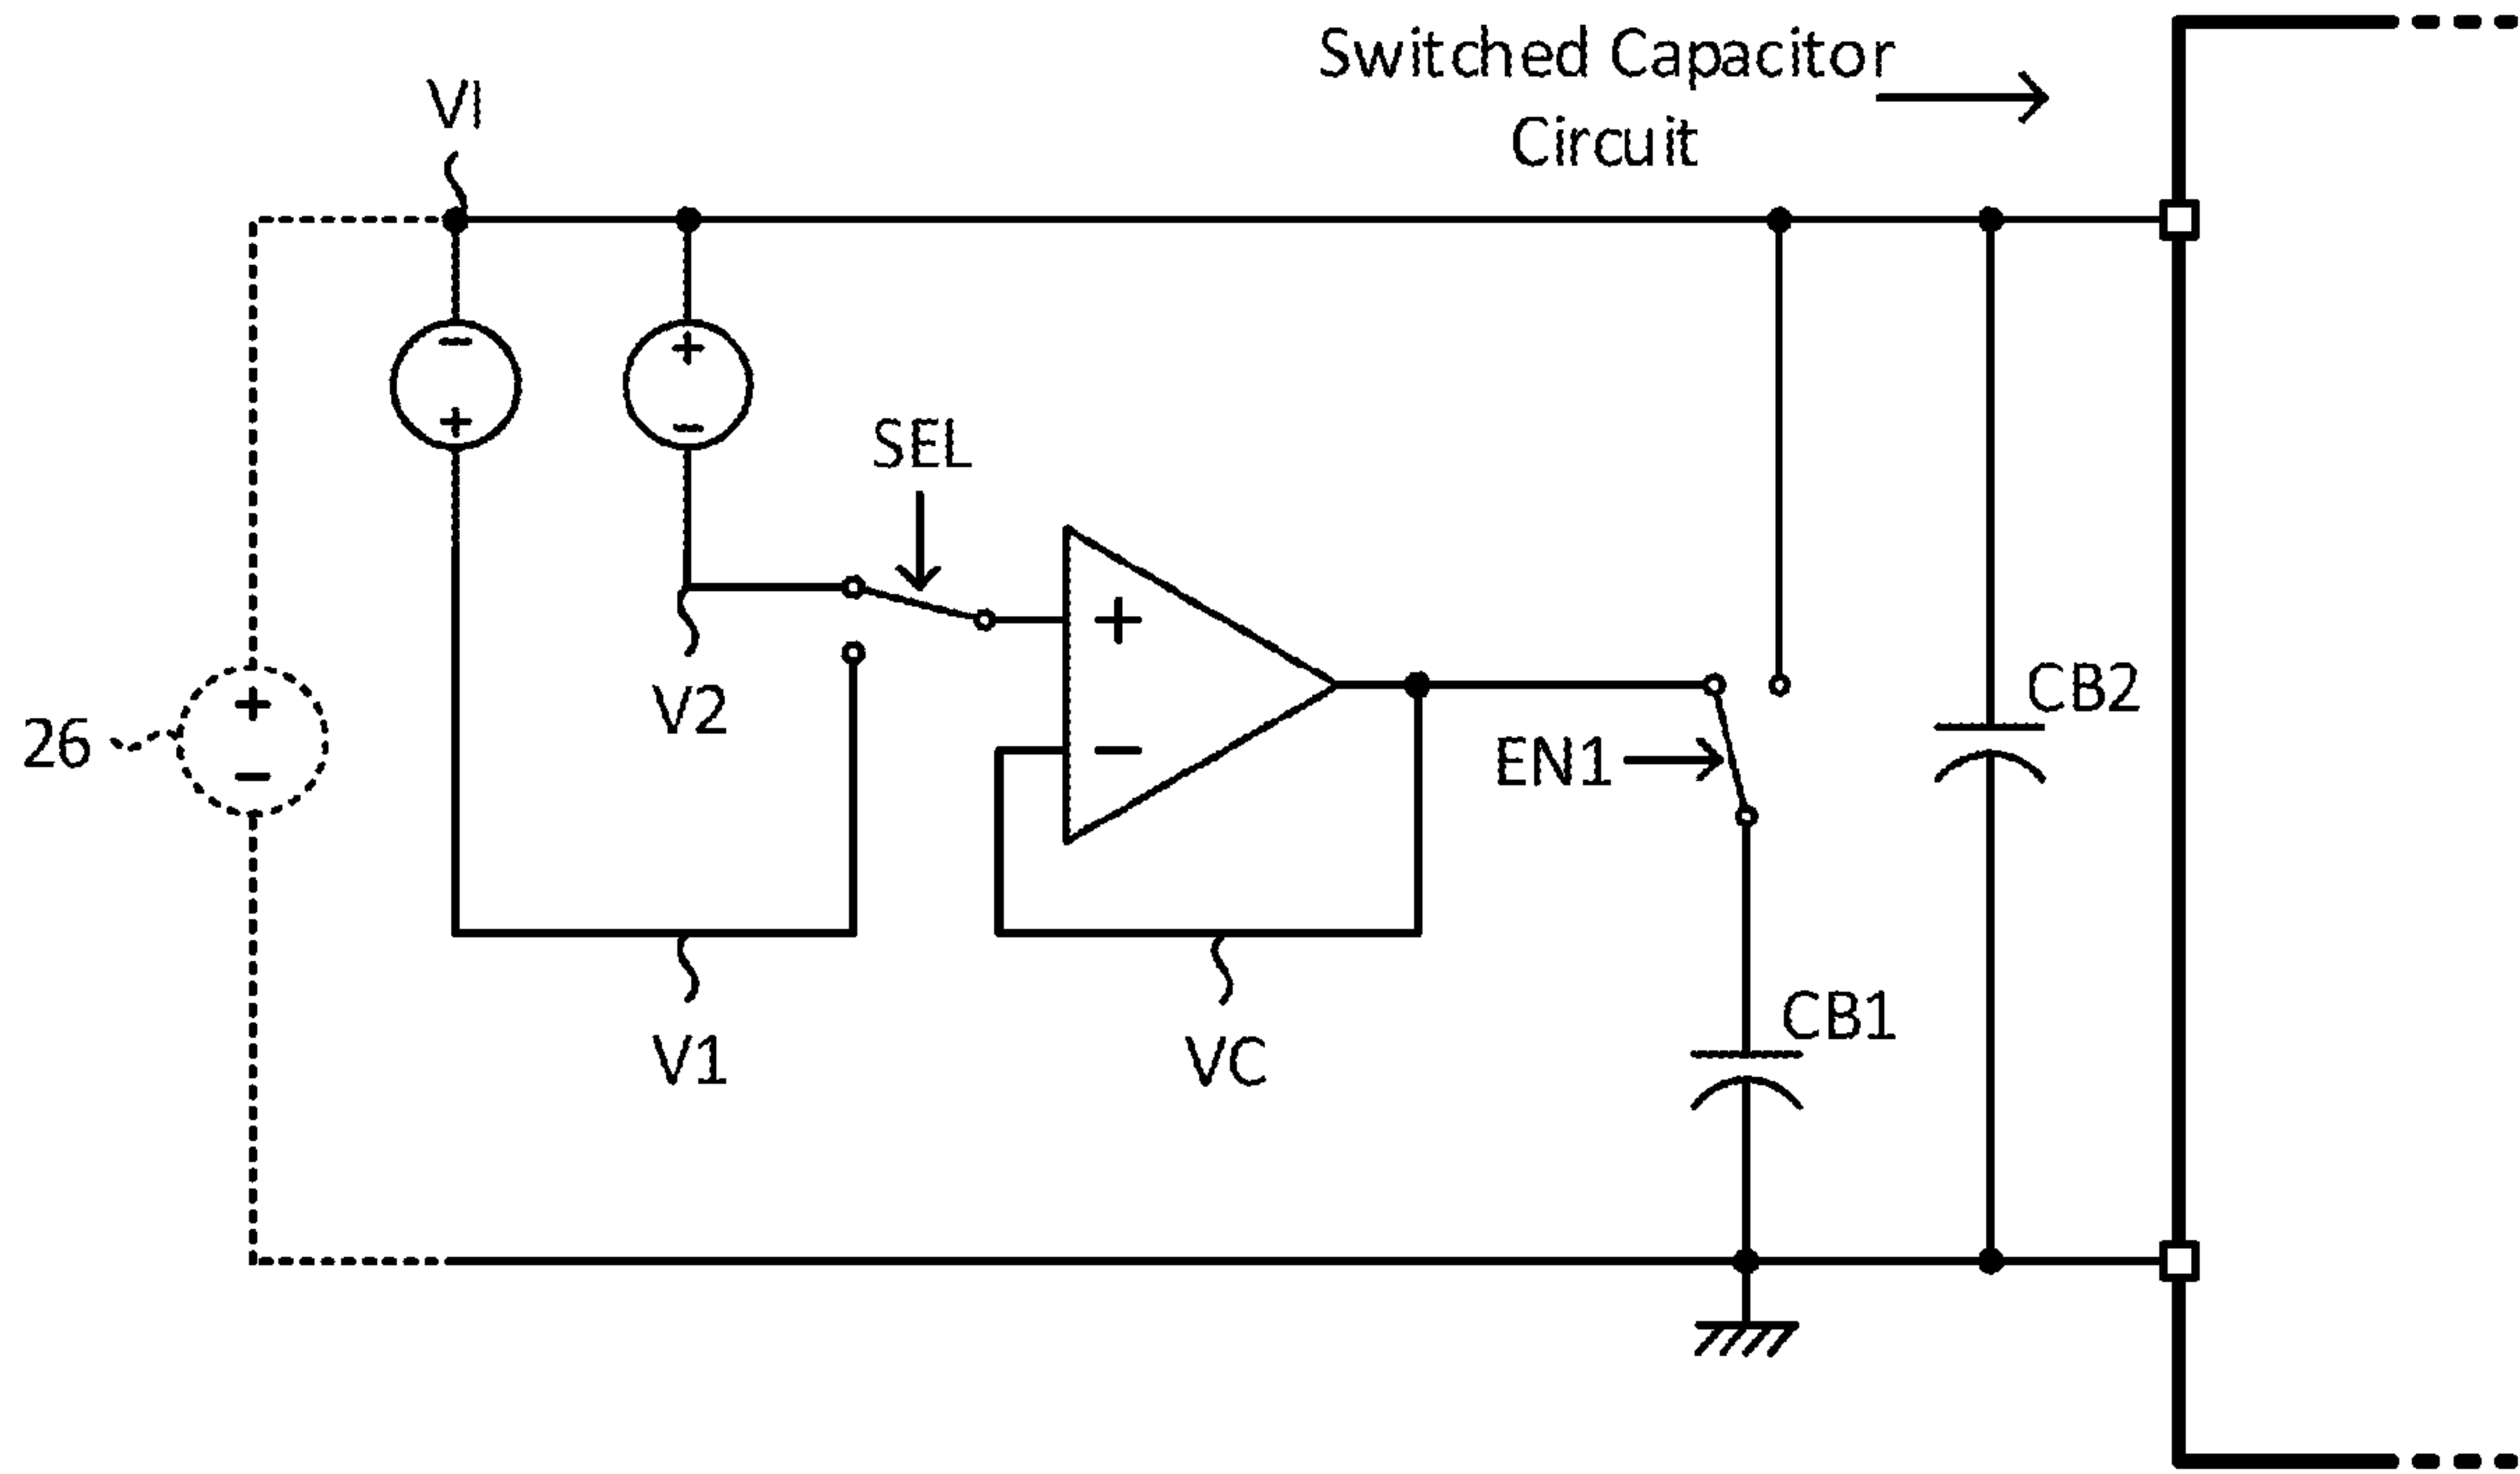 Switched Capacitor
Circuit
VI
SEL
+
−
+
−
+
−
+
−
V2
26
EN1
CB2
CB1
V1
VC